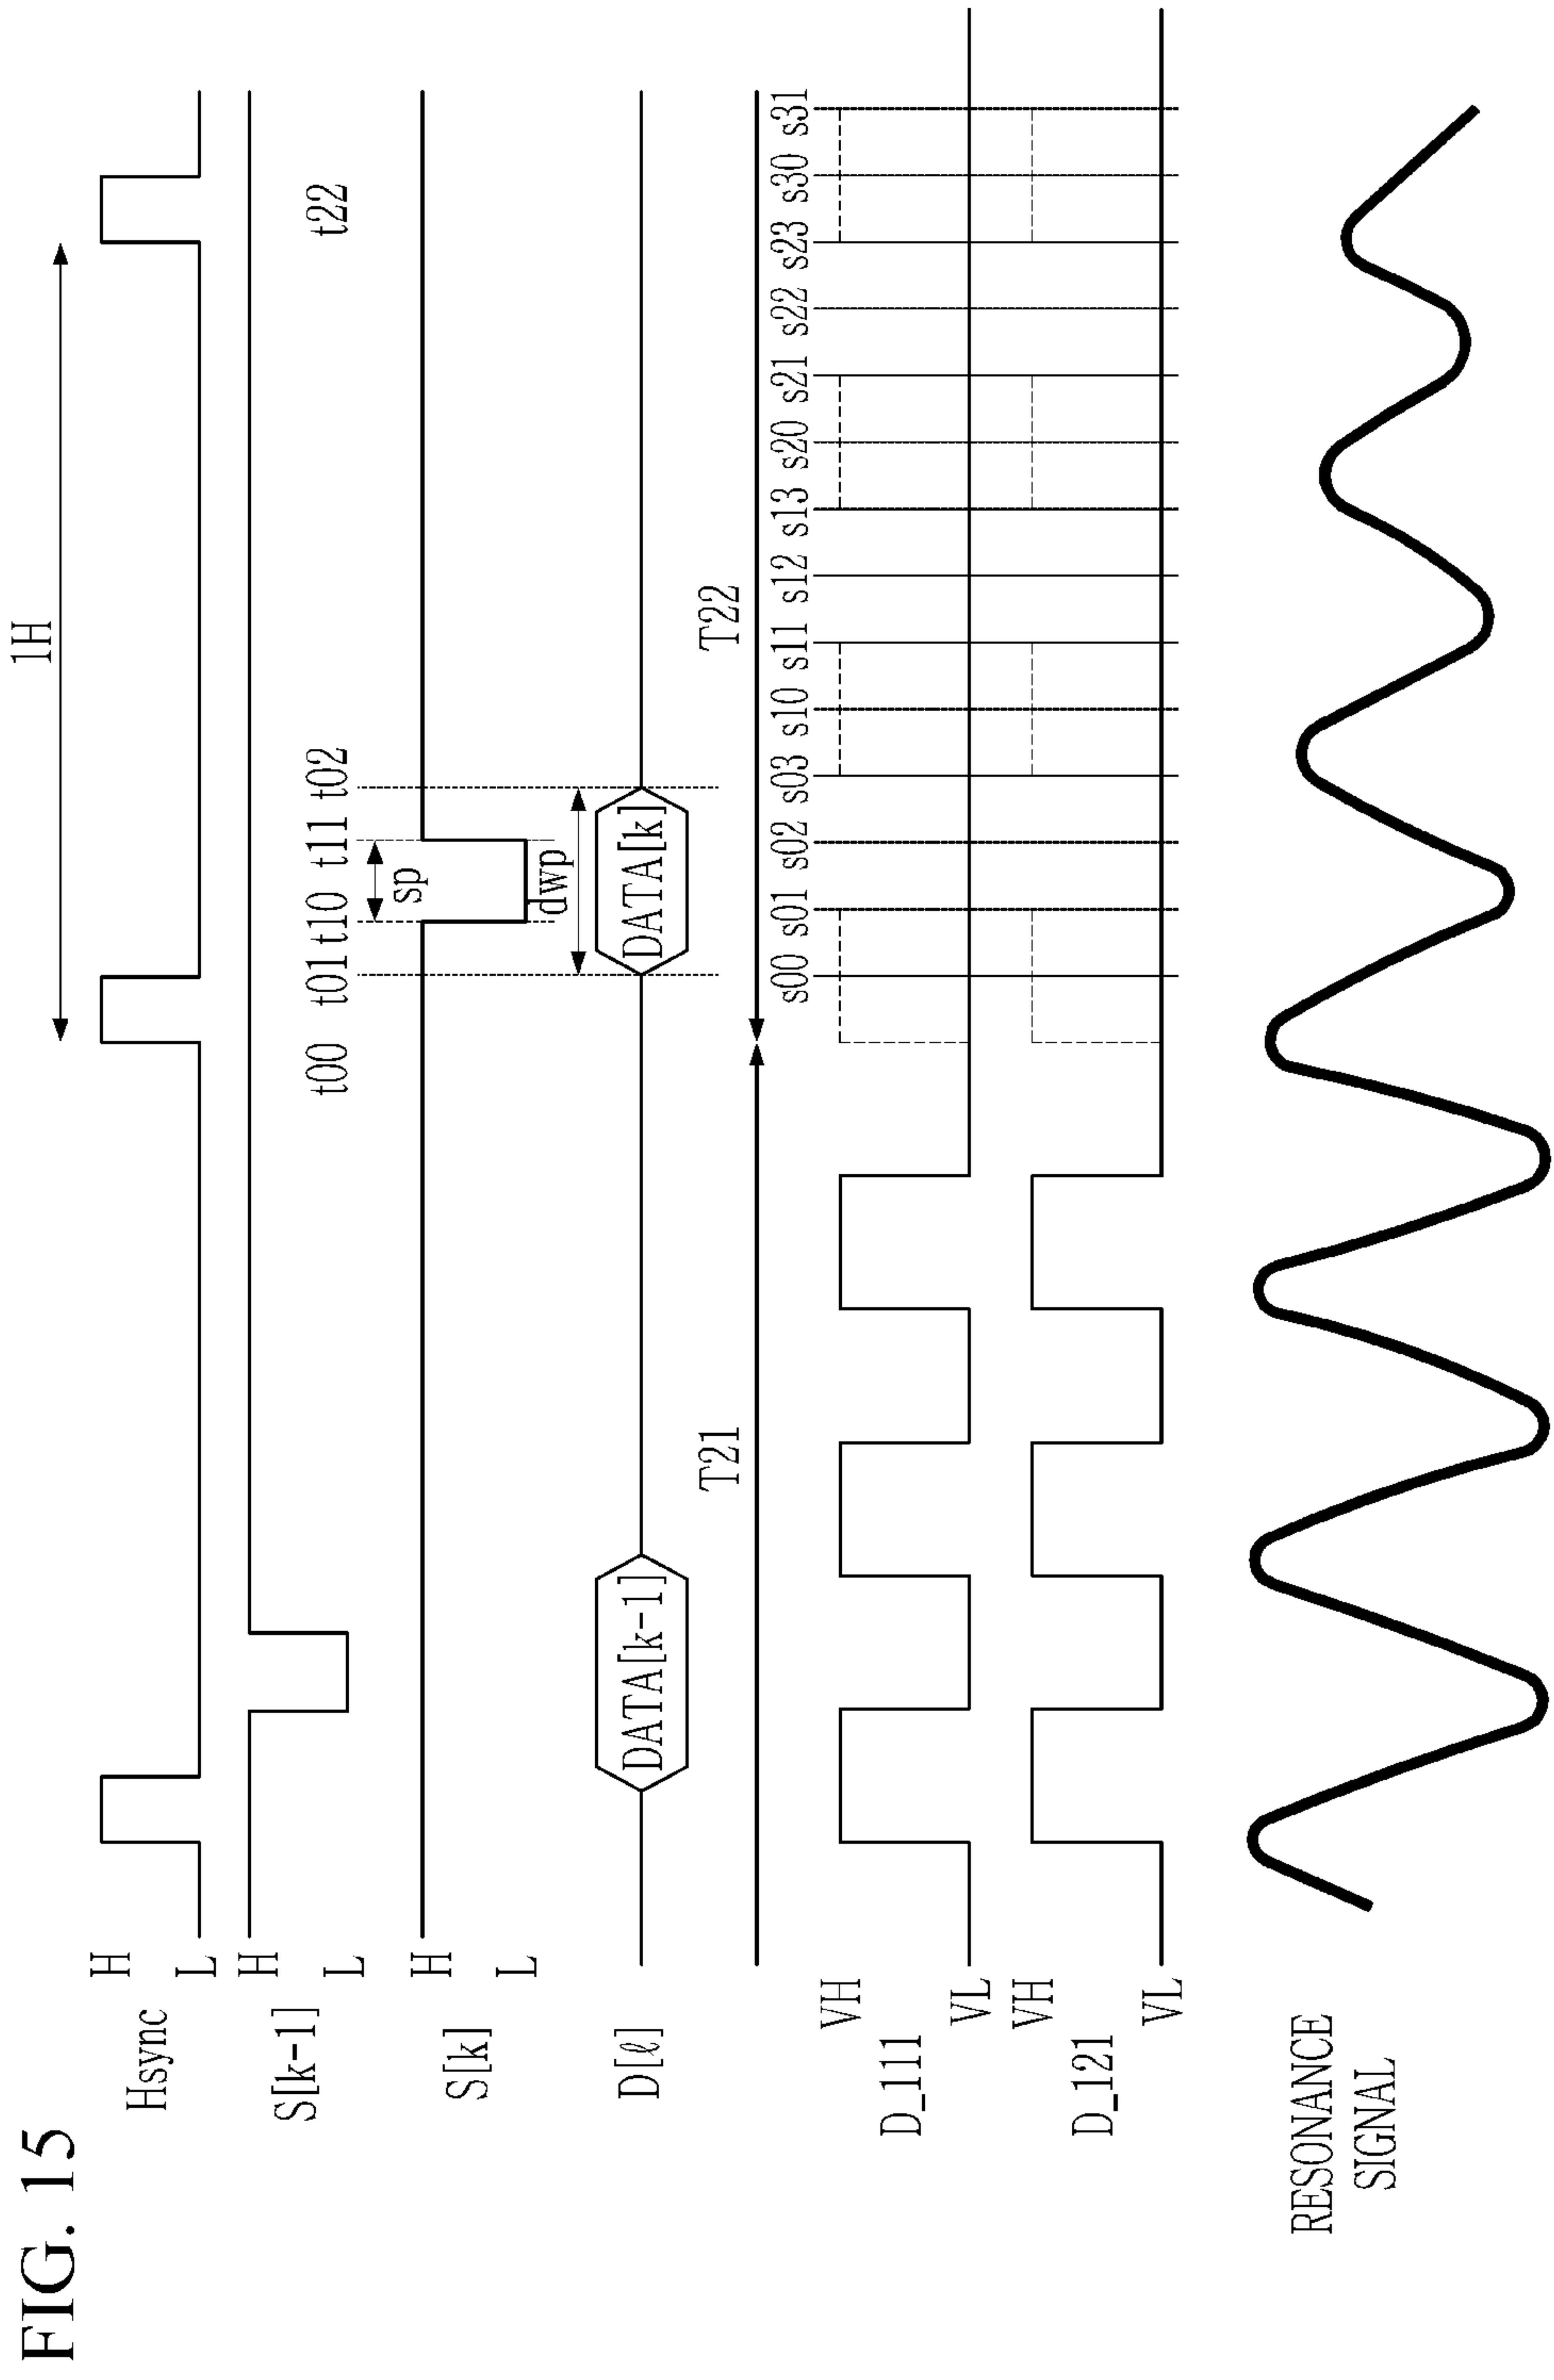 FIG. 15
1H
Hsync
H
L
S[k-1]
H
L
t00 t01 t10 t11 t02 t22
S[k]
H
L
sp
dwp
D[ℓ]
DATA[k-1]
DATA[k]
T21
T22
s00 s01 s02 s03 s10 s11 s12 s13 s20 s21 s22 s23 s30 s31
D_111
VH
VL
D_121
VH
VL
RESONANCE
SIGNAL